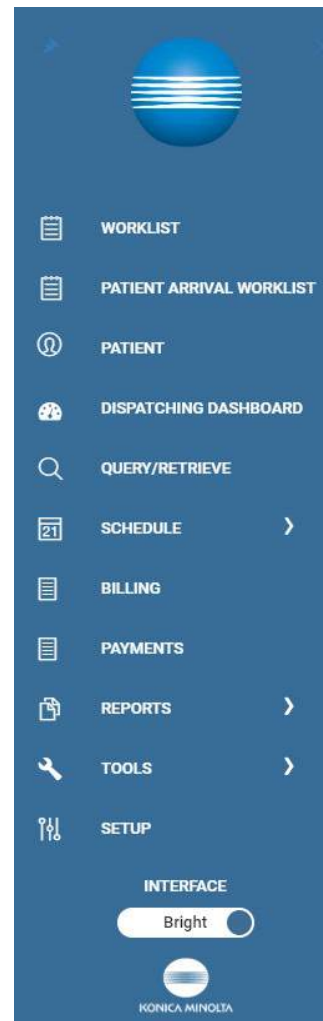 WORKLIST
PATIENT ARRIVAL WORKLIST
PATIENT
DISPATCHING DASHBOARD
QUERY/RETRIEVE
21 SCHEDULE
BILLING
PAYMENTS
REPORTS
TOOLS
SETUP
INTERFACE
Bright
KONICA MINOLTA